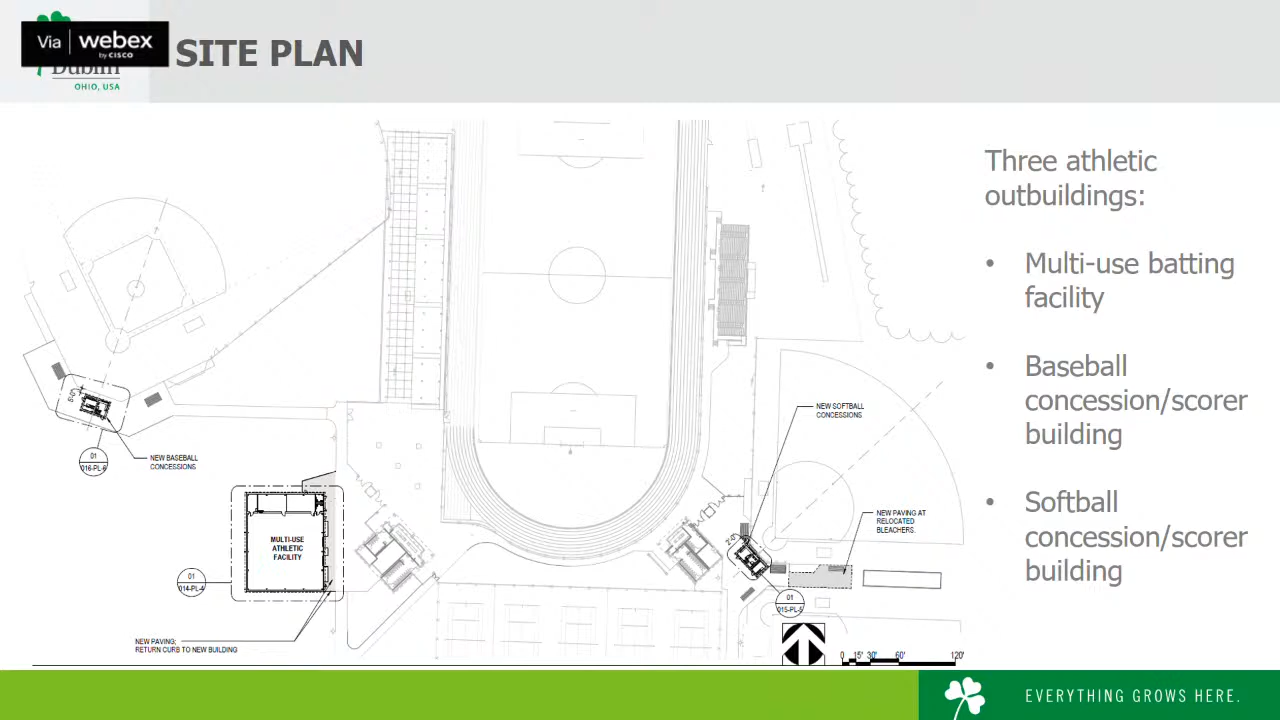 Via webex
by CISCO
Dublin
OHIO, USA
SITE PLAN
Three athletic
outbuildings:
• Multi-use batting
facility
• Baseball
concession/scorer
building
• Softball
concession/scorer
building
NEW SOFTBALL
CONCESSIONS
NEW BASEBALL
CONCESSIONS
01
016-PL-6
MULTI-USE
ATHLETIC
FACILITY
01
014-PL-4
NEW PAVING AT
RELOCATED
BLEACHERS.
01
015-PL-5
NEW PAVING;
RETURN CURB TO NEW BUILDING
0 15' 30' 60' 120'
EVERYTHING GROWS HERE.